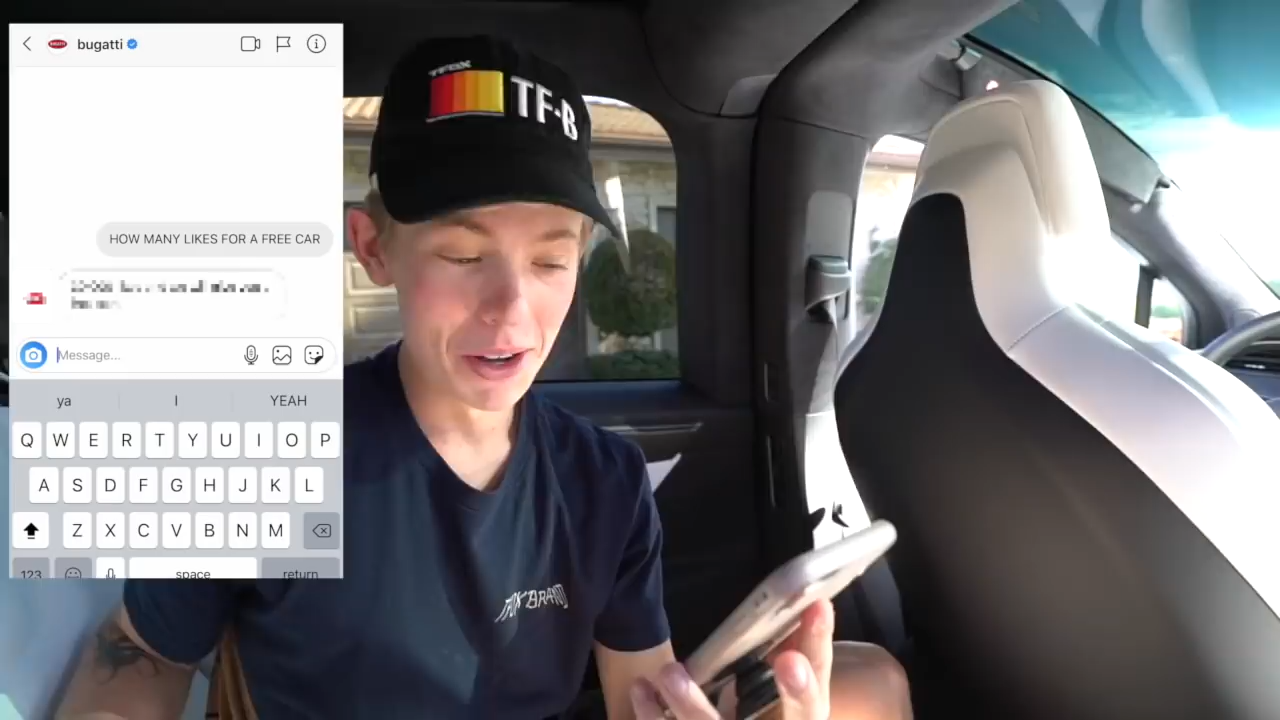 bugatti
HOW MANY LIKES FOR A FREE CAR
Message...
ya I YEAH
Q W E R T Y U I O P
A S D F G H J K L
Z X C V B N M
123 space return
TF-B